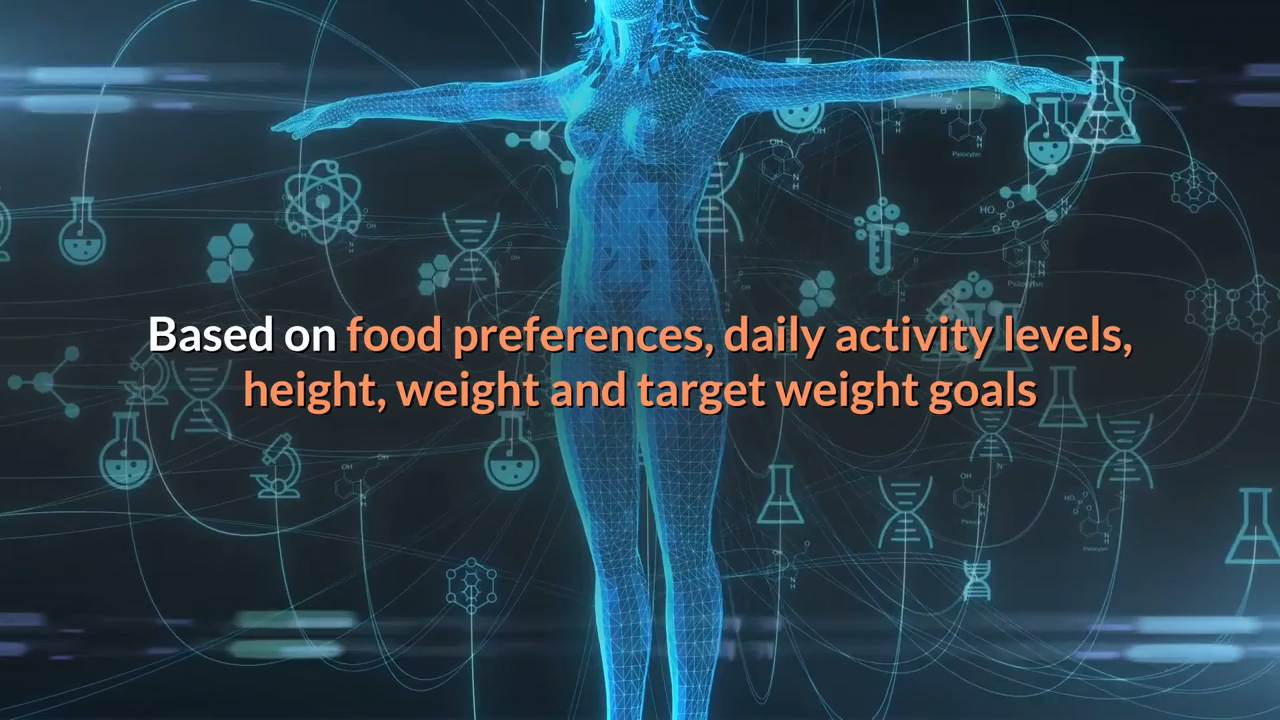 Based on food preferences, daily activity levels,
height, weight and target weight goals